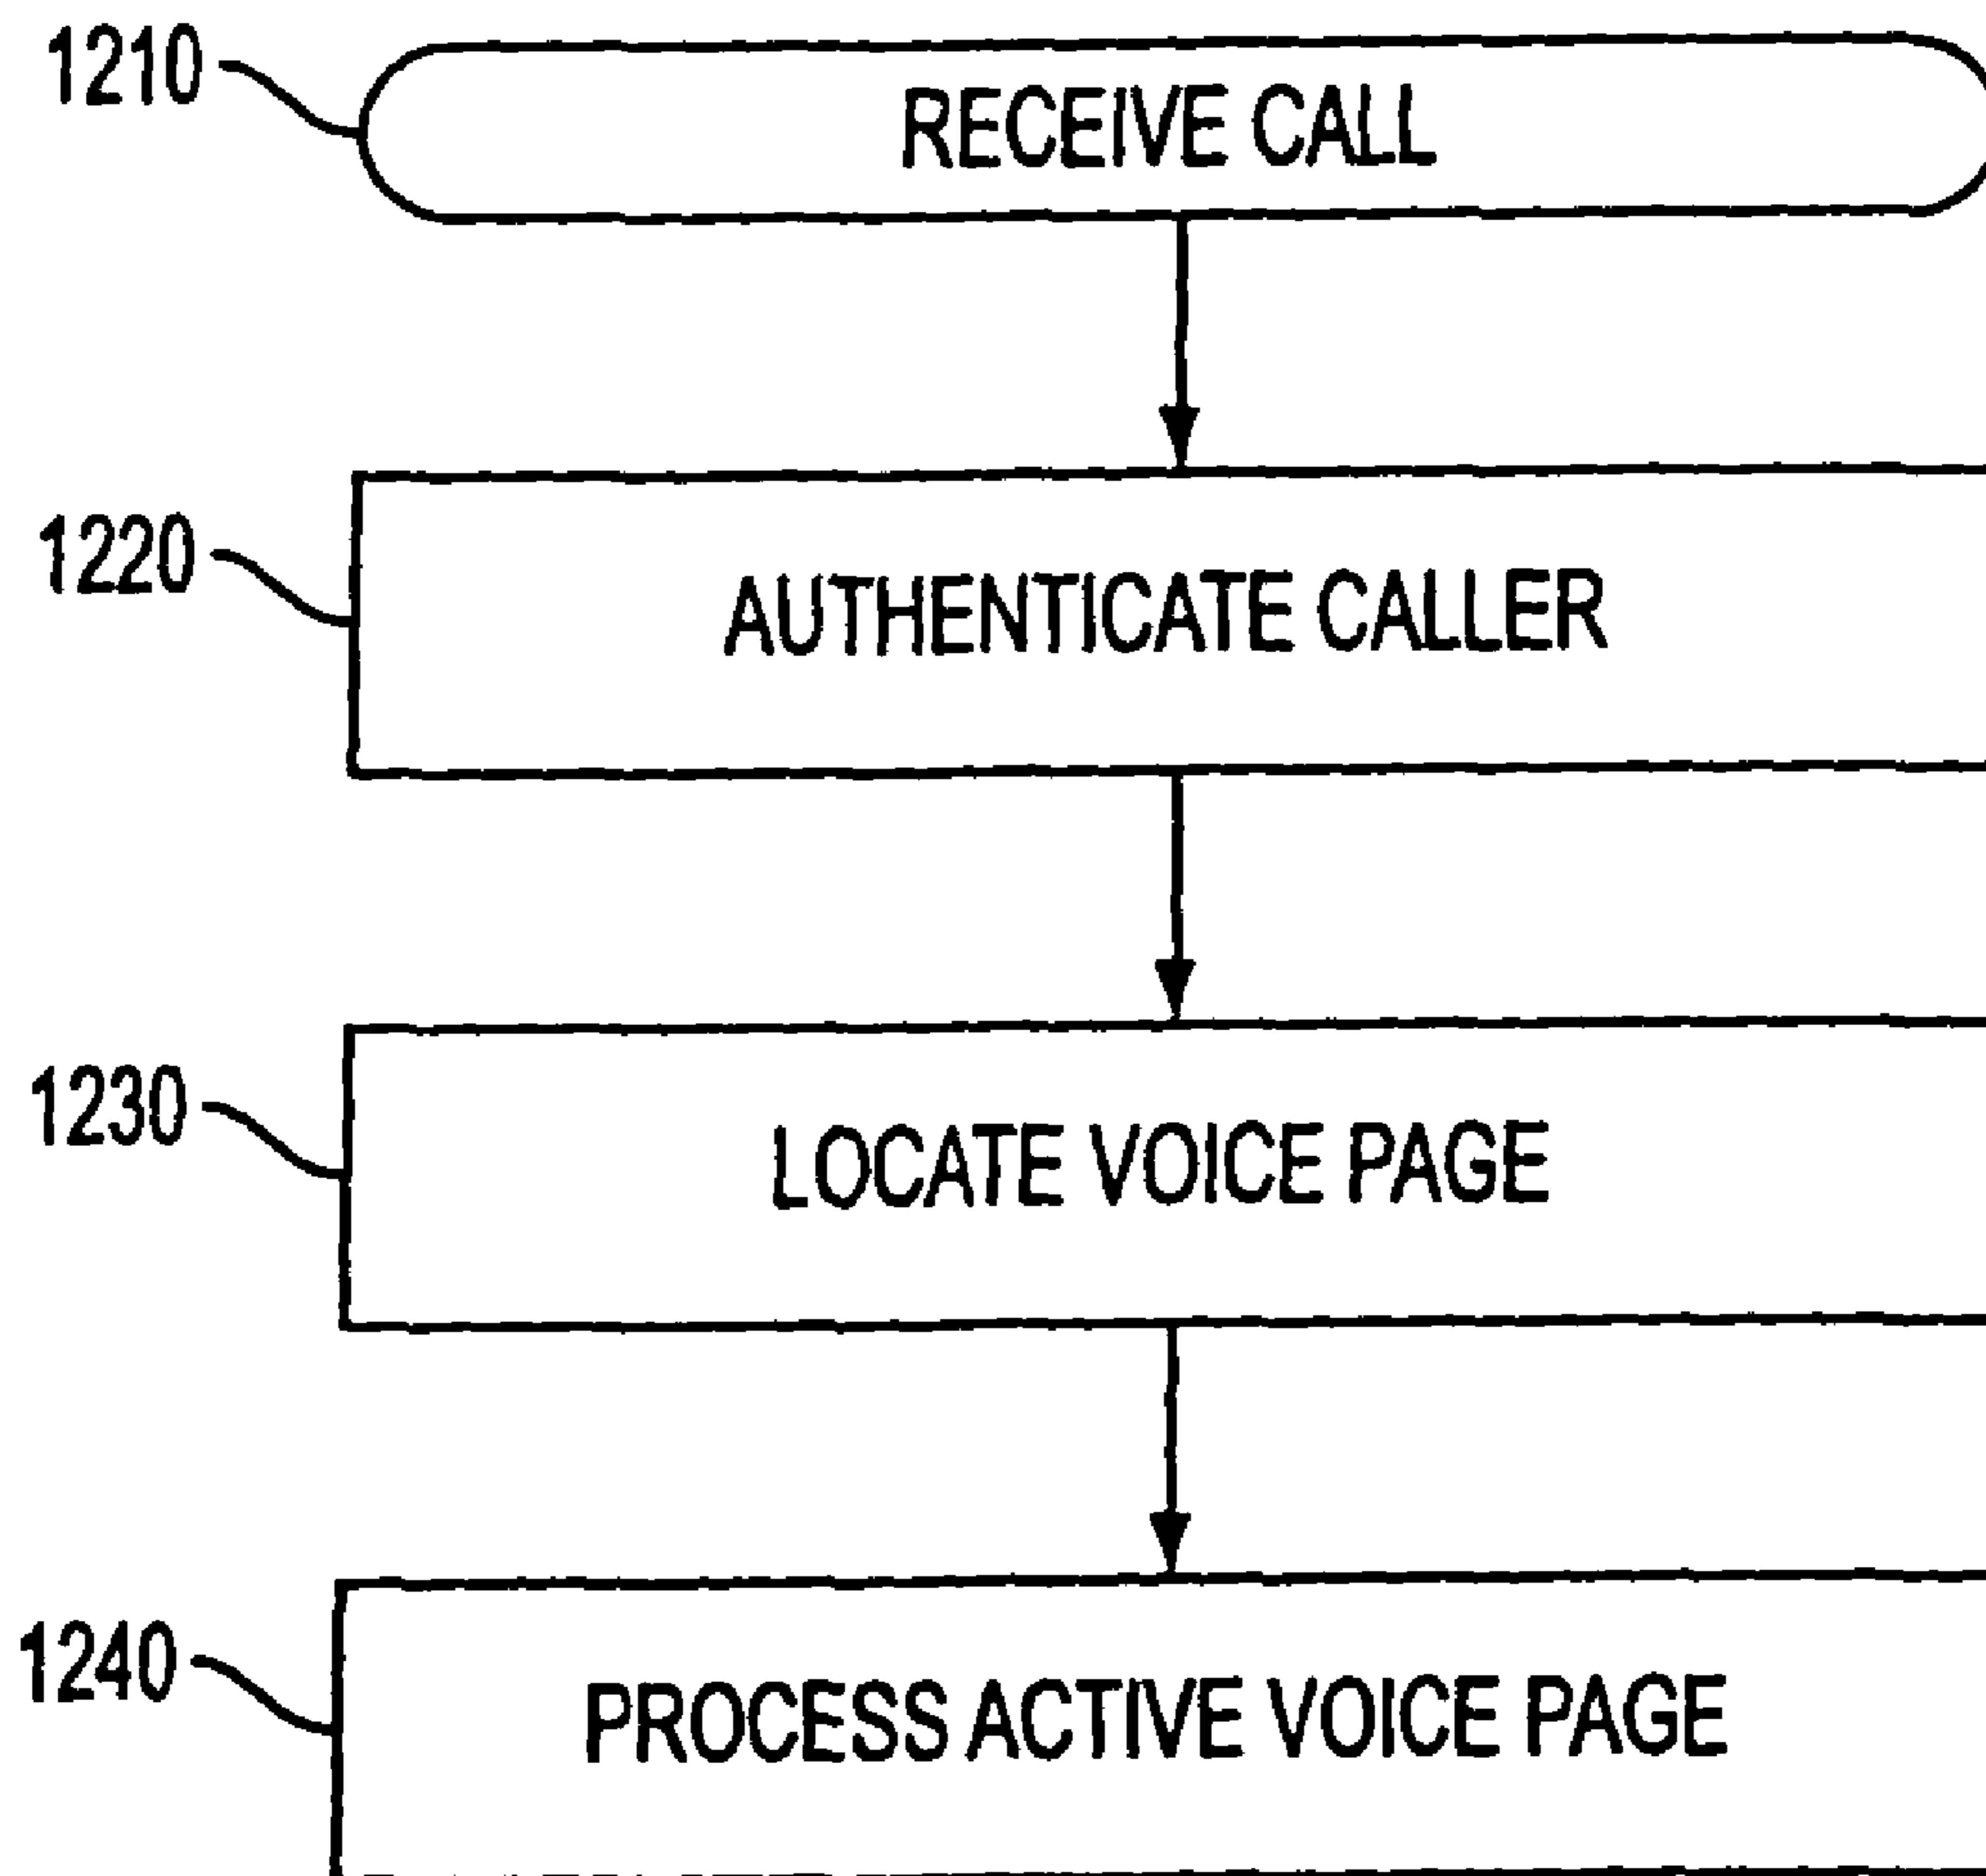 1210
RECEIVE CALL
1220
AUTHENTICATE CALLER
1230
LOCATE VOICE PAGE
1240
PROCESS ACTIVE VOICE PAGE